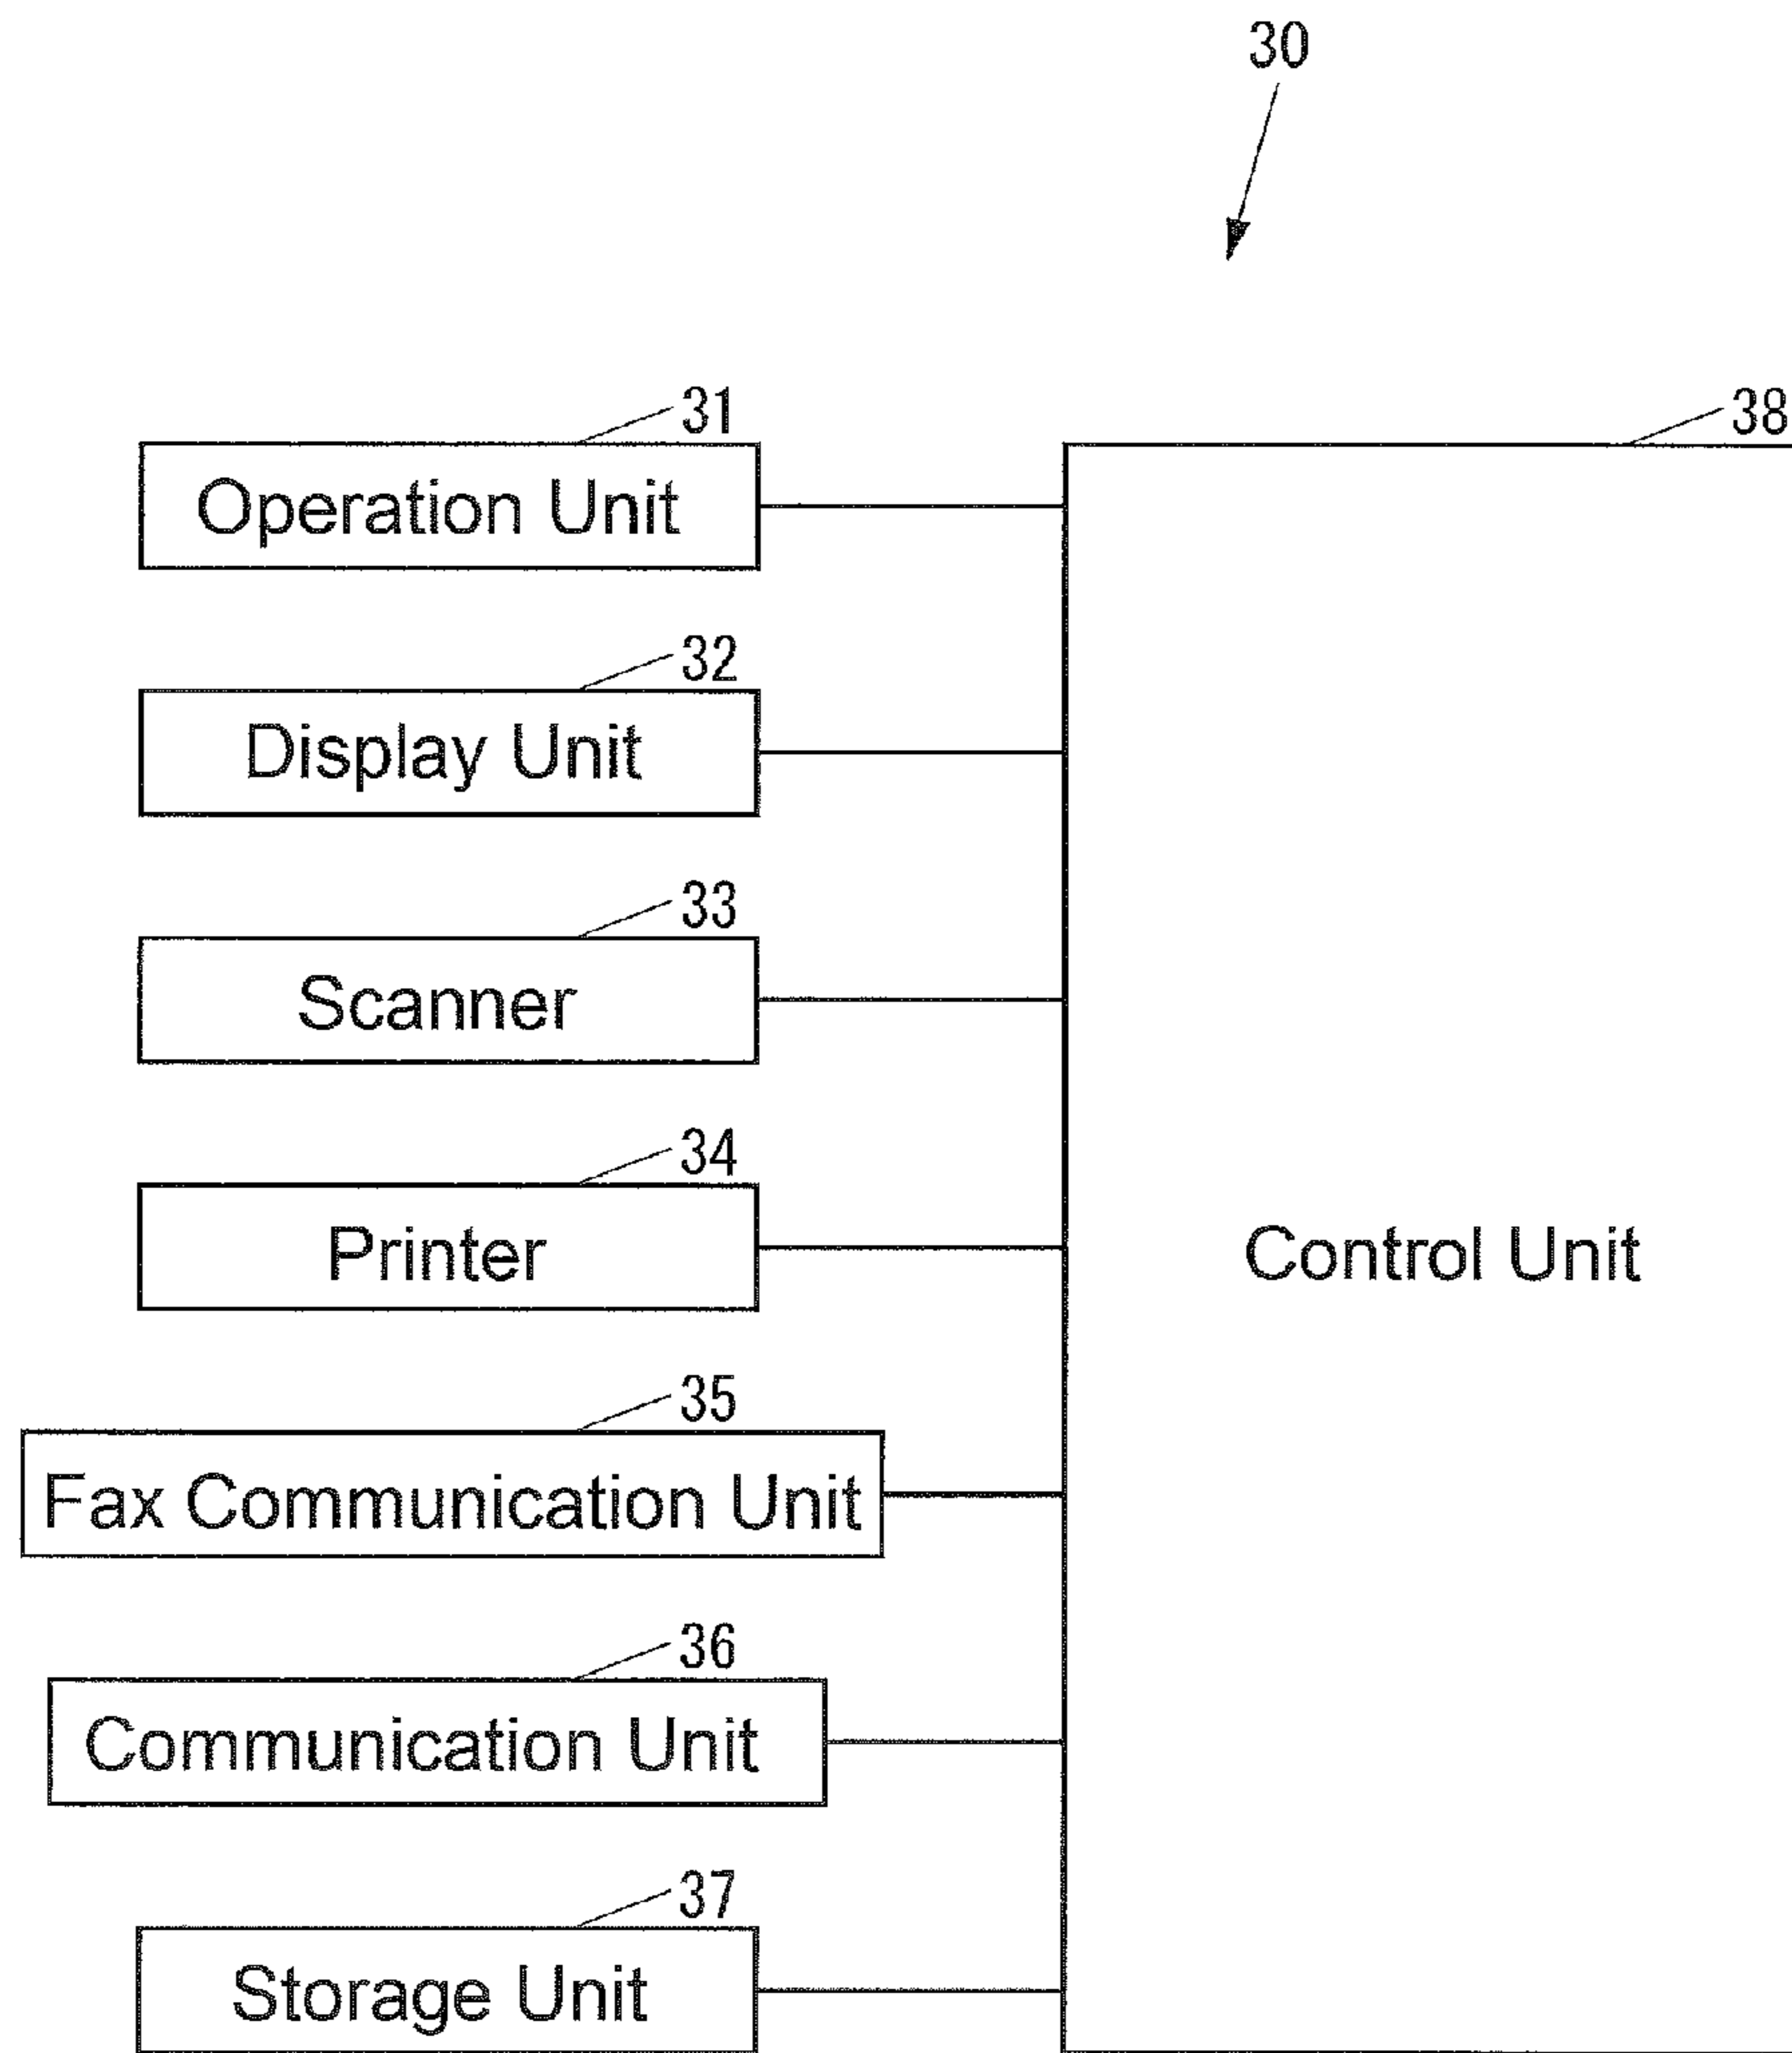 30
31
38
Operation Unit
32
Display Unit
33
Scanner
34
Printer
Control Unit
35
Fax Communication Unit
36
Communication Unit
37
Storage Unit